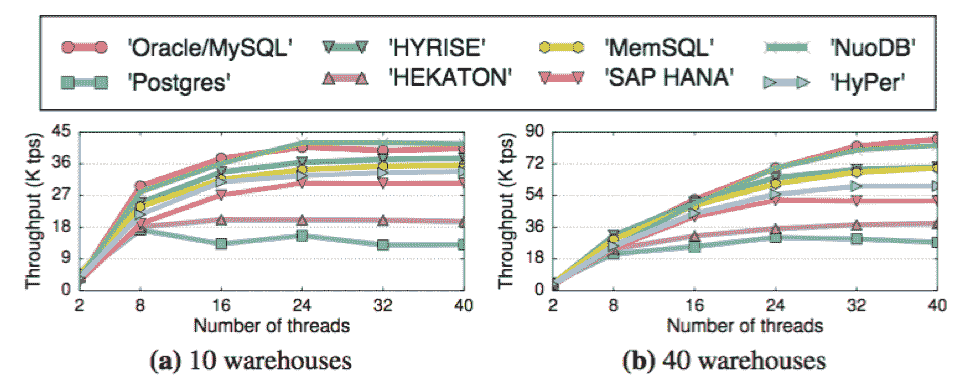 'Oracle/MySQL' 'HYRISE' 'MemSQL' 'NuoDB'
'Postgres' 'HEKATON' 'SAP HANA' 'HyPer'
Throughput (K tps)
45
36
27
18
9
0
2 8 16 24 32 40
Number of threads
(a) 10 warehouses
Throughput (K tps)
90
72
54
36
18
0
2 8 16 24 32 40
Number of threads
(b) 40 warehouses